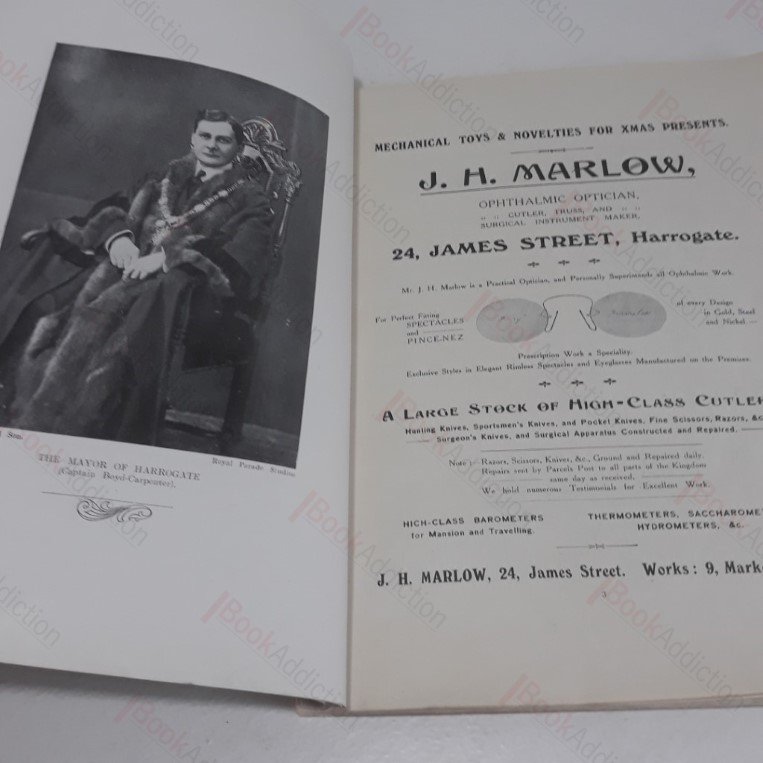 l Son.
Royal Parade Studios
THE MAYOR OF HARROGATE
(Captain Boyd-Carpenter).
MECHANICAL TOYS & NOVELTIES FOR XMAS PRESENTS.
J. H. MARLOW,
OPHTHALMIC OPTICIAN,
" " CUTLER, TRUSS, AND " "
SURGICAL INSTRUMENT MAKER,
24, JAMES STREET, Harrogate.
Mr. J. H. Marlow is a Practical Optician, and Personally Superintends all Ophthalmic Work.
For Perfect Fitting
SPECTACLES
and
PINCE-NEZ
of every Design
in Gold, Steel
and Nickel.
Prescription Work a Speciality.
Exclusive Styles in Elegant Rimless Spectacles and Eyeglasses Manufactured on the Premises.
A LARGE STOCK OF HIGH-CLASS CUTLER
Hunting Knives, Sportsmen's Knives, and Pocket Knives, Fine Scissors, Razors, &c
Surgeon's Knives, and Surgical Apparatus Constructed and Repaired.
Note :- Razors, Scissors, Knives, &c., Ground and Repaired daily.
Repairs sent by Parcels Post to all parts of the Kingdom
same day as received.
We hold numerous Testimonials for Excellent Work.
HIGH-CLASS BAROMETERS
for Mansion and Travelling.
THERMOMETERS, SACCHAROMET
HYDROMETERS, &c.
J. H. MARLOW, 24, James Street. Works: 9, Mark
3
BookAddiction